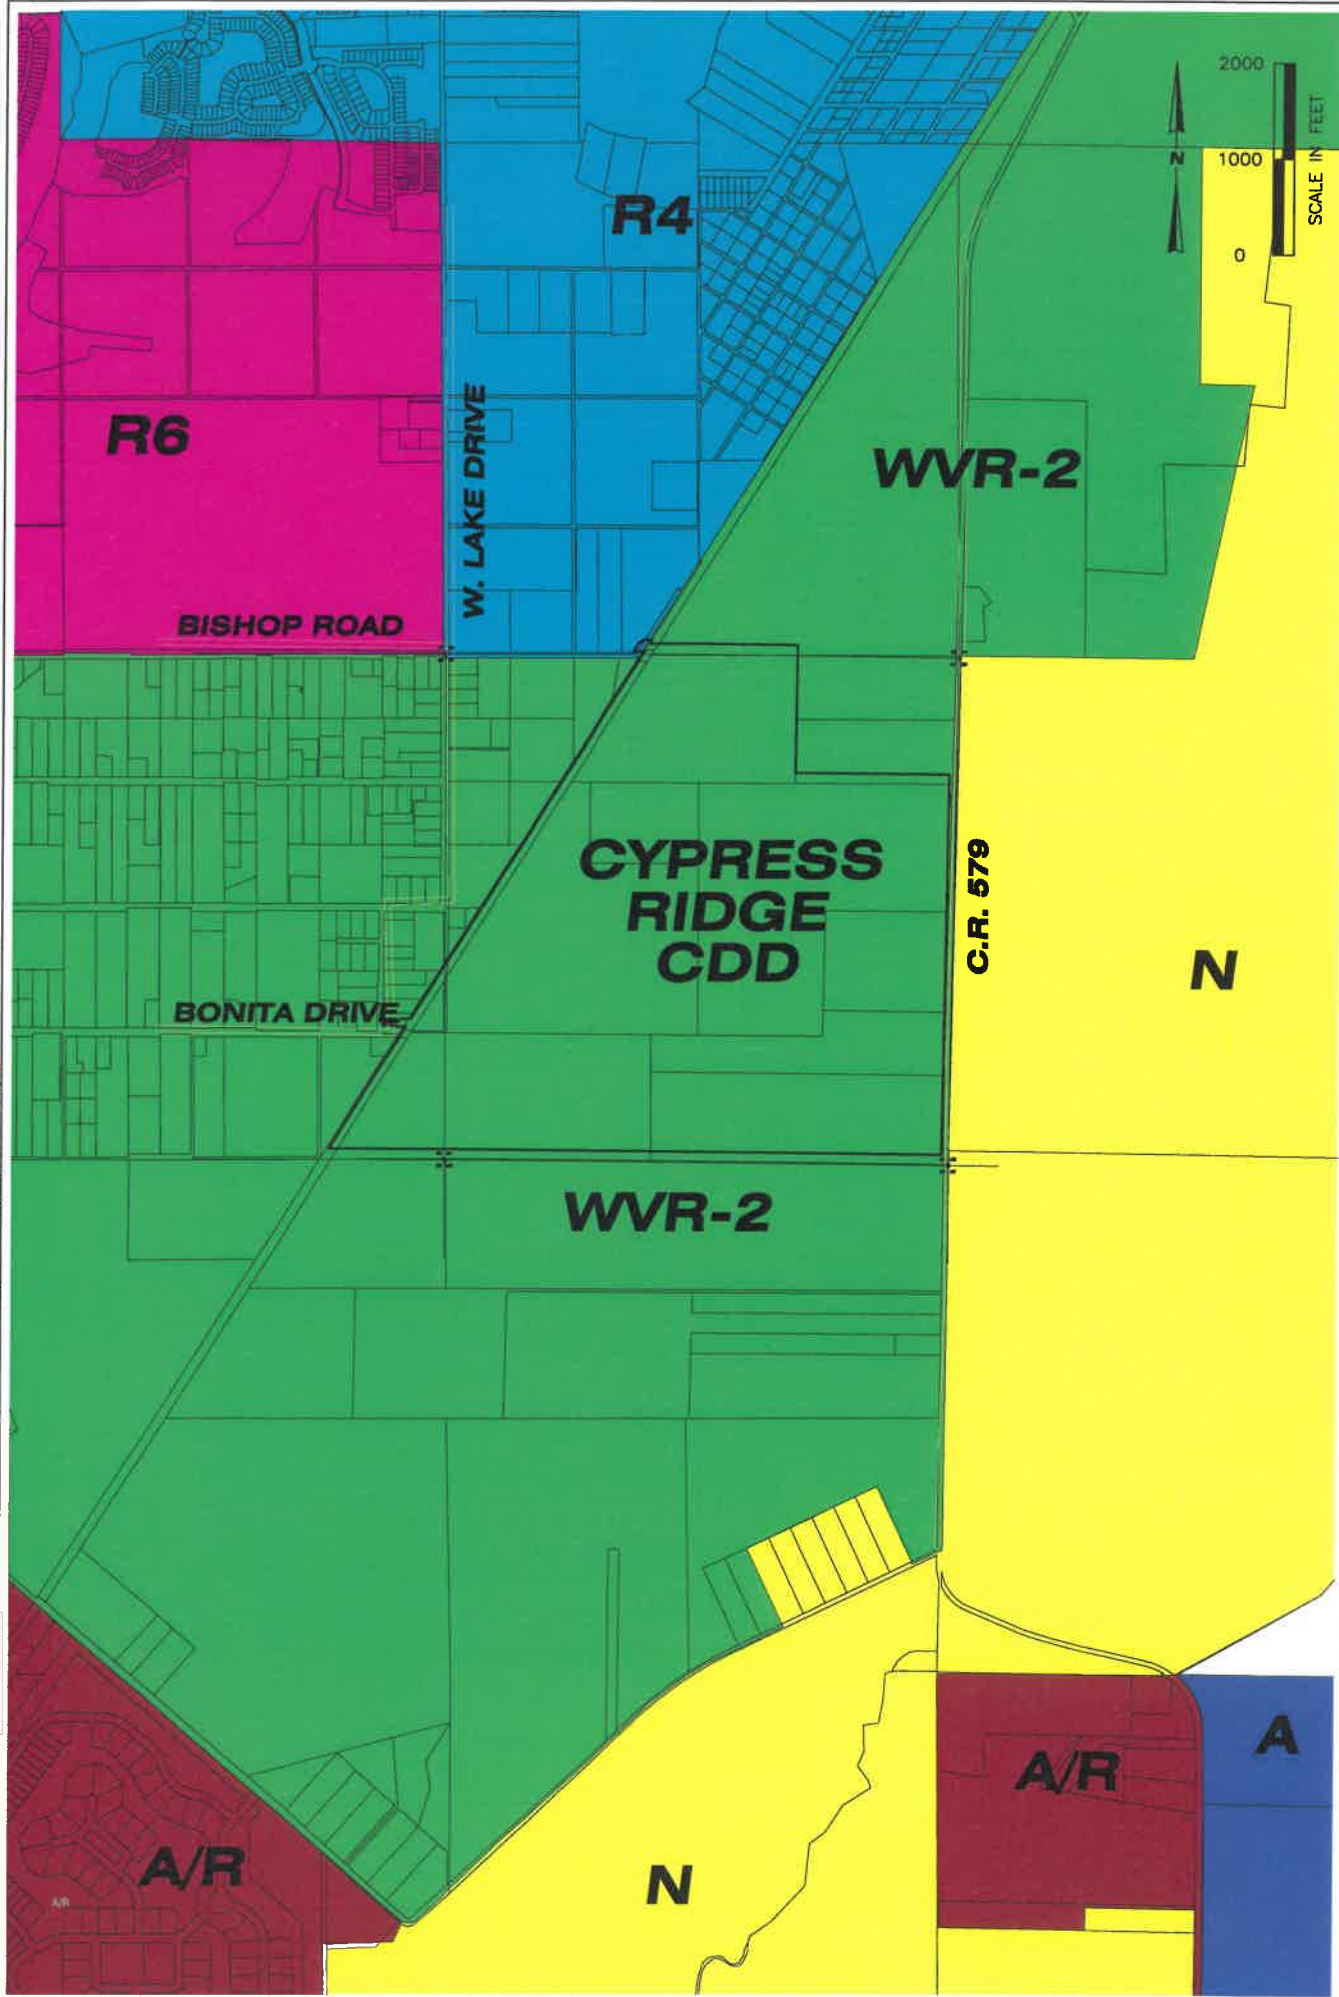 2000
N
1000
SCALE IN FEET
0
R4
R6
W. LAKE DRIVE
WVR-2
BISHOP ROAD
CYPRESS
RIDGE
CDD
C.R. 579
N
BONITA DRIVE
WVR-2
A
A/R
A/R
N
A/R